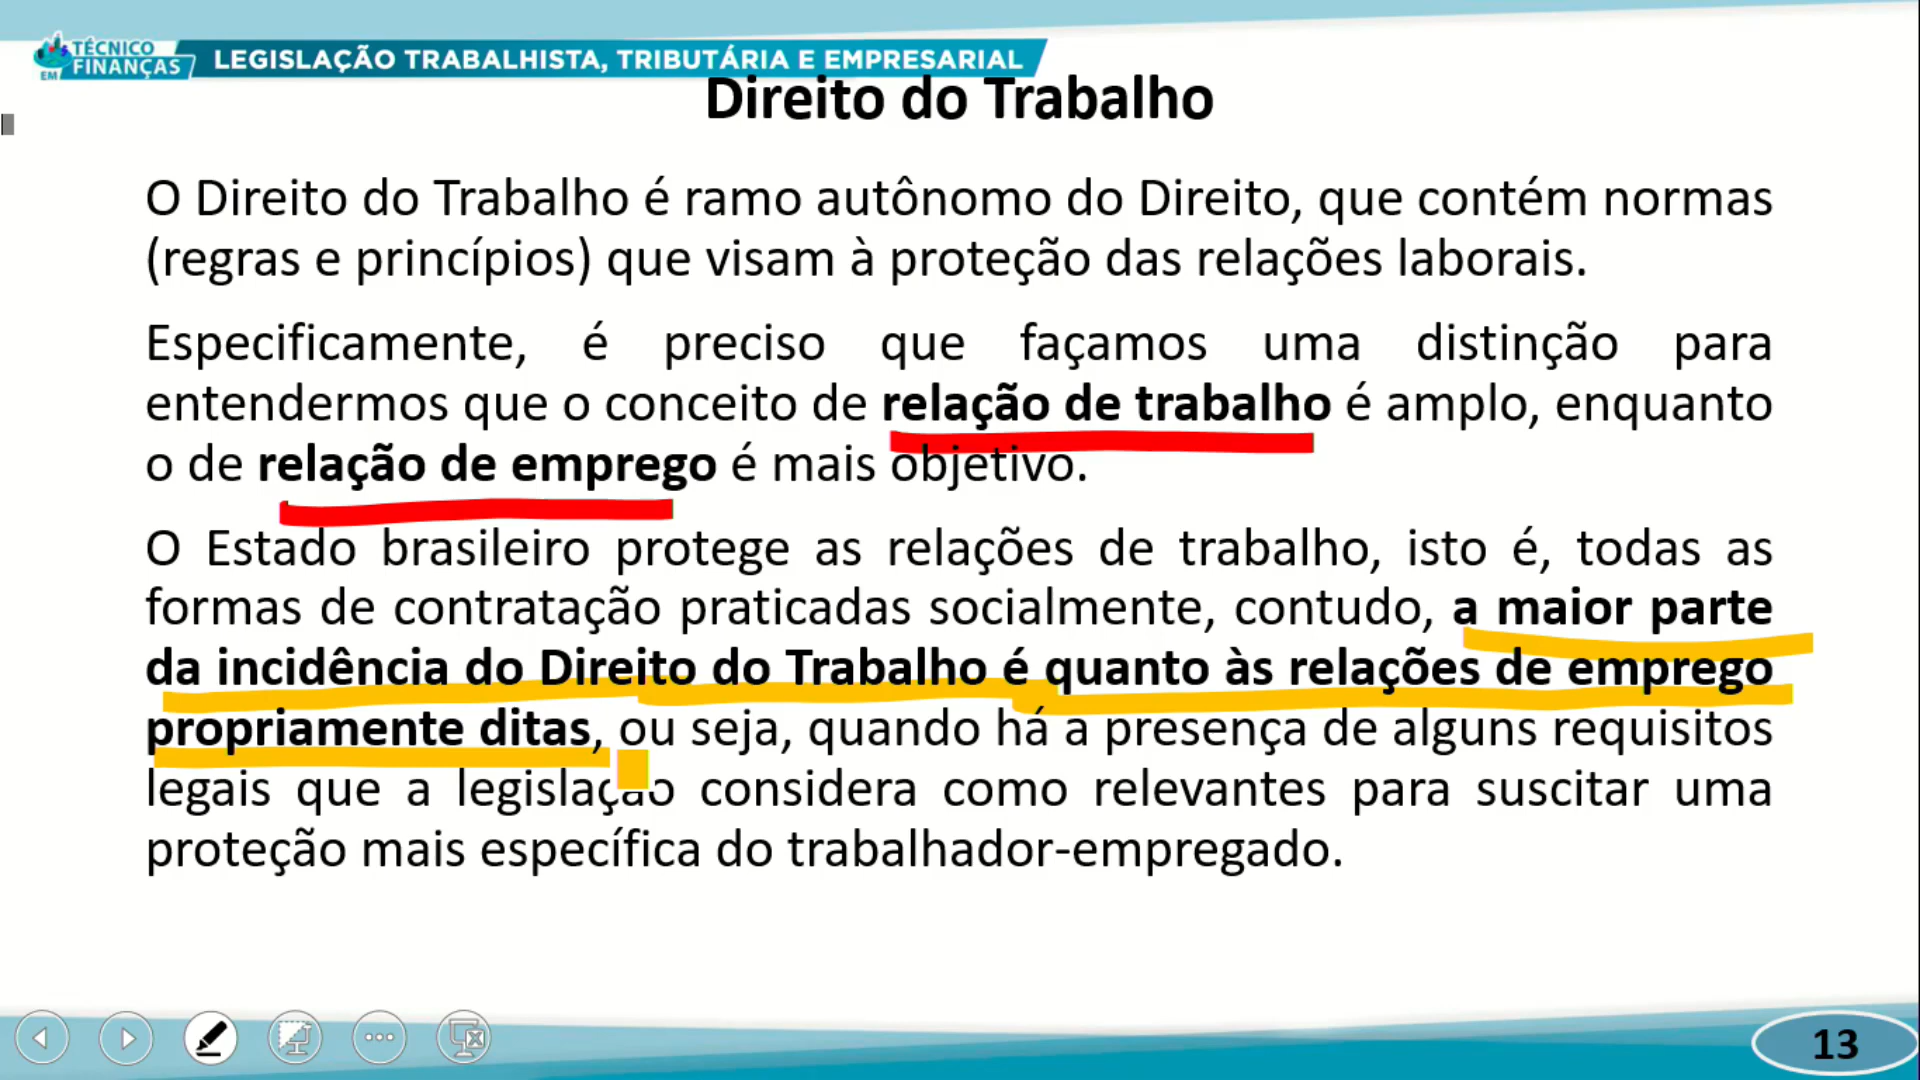 TÉCNICO
EM FINANÇAS
LEGISLAÇÃO TRABALHISTA, TRIBUTÁRIA E EMPRESARIAL
Direito do Trabalho
O Direito do Trabalho é ramo autônomo do Direito, que contém normas
(regras e princípios) que visam à proteção das relações laborais.
Especificamente, é preciso que façamos uma distinção para
entendermos que o conceito de relação de trabalho é amplo, enquanto
o de relação de emprego é mais objetivo.
O Estado brasileiro protege as relações de trabalho, isto é, todas as
formas de contratação praticadas socialmente, contudo, a maior parte
da incidência do Direito do Trabalho é quanto às relações de emprego
propriamente ditas, ou seja, quando há a presença de alguns requisitos
legais que a legislação considera como relevantes para suscitar uma
proteção mais específica do trabalhador-empregado.
13